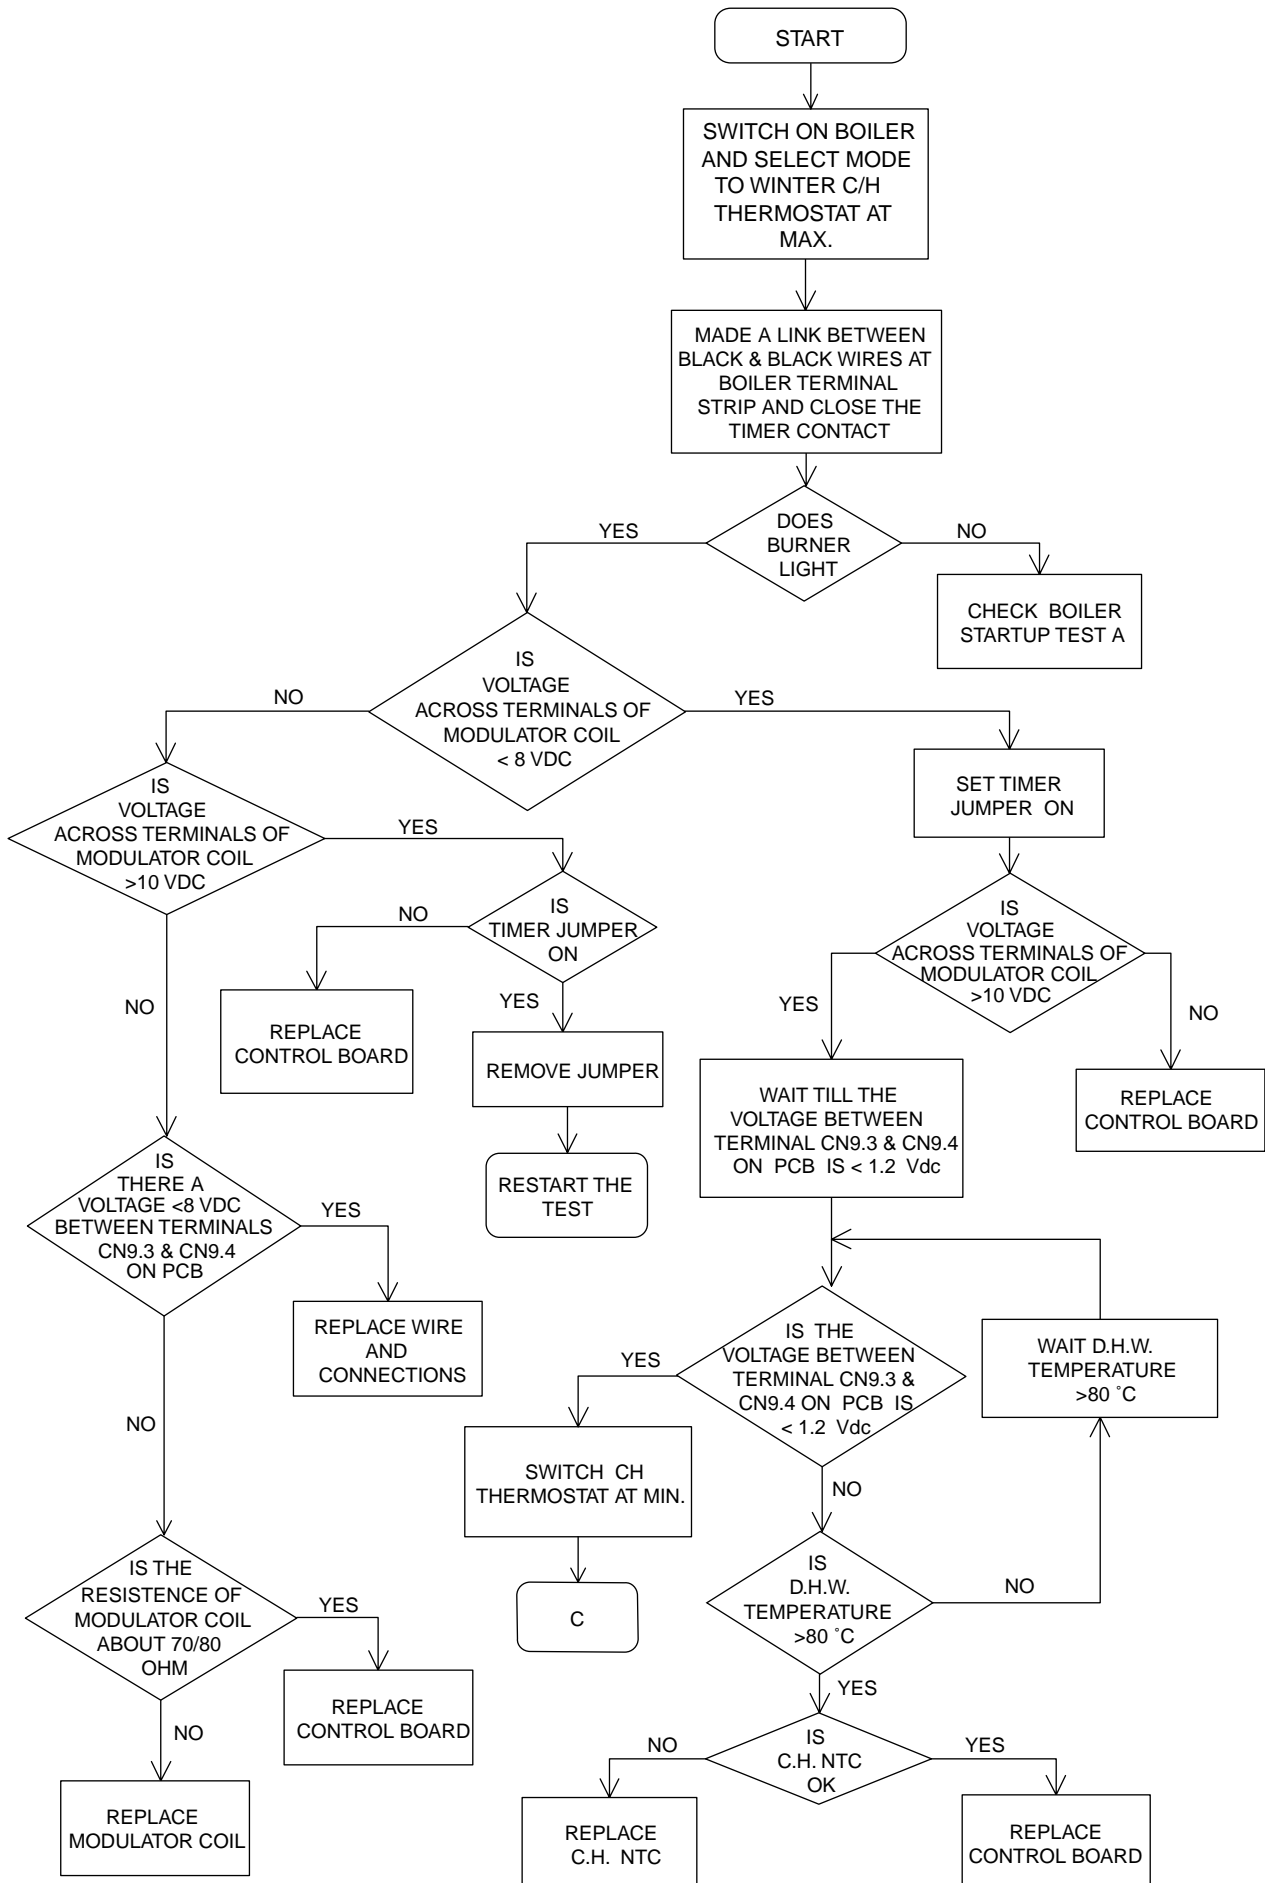 START
SWITCH ON BOILER
AND SELECT MODE
TO WINTER C/H
THERMOSTAT AT
MAX.
MADE A LINK BETWEEN
BLACK & BLACK WIRES AT
BOILER TERMINAL
STRIP AND CLOSE THE
TIMER CONTACT
DOES
BURNER
LIGHT
YES
NO
CHECK BOILER
STARTUP TEST A
IS
VOLTAGE
ACROSS TERMINALS OF
MODULATOR COIL
< 8 VDC
NO
YES
IS
VOLTAGE
ACROSS TERMINALS OF
MODULATOR COIL
>10 VDC
YES
SET TIMER
JUMPER ON
IS
TIMER JUMPER
ON
NO
YES
REPLACE
CONTROL BOARD
REMOVE JUMPER
RESTART THE
TEST
NO
IS
VOLTAGE
ACROSS TERMINALS OF
MODULATOR COIL
>10 VDC
YES
NO
REPLACE
CONTROL BOARD
WAIT TILL THE
VOLTAGE BETWEEN
TERMINAL CN9.3 & CN9.4
ON PCB IS < 1.2 Vdc
IS
THERE A
VOLTAGE <8 VDC
BETWEEN TERMINALS
CN9.3 & CN9.4
ON PCB
YES
REPLACE WIRE
AND
CONNECTIONS
NO
IS THE
VOLTAGE BETWEEN
TERMINAL CN9.3 &
CN9.4 ON PCB IS
< 1.2 Vdc
YES
NO
WAIT D.H.W.
TEMPERATURE
>80 ˚C
SWITCH CH
THERMOSTAT AT MIN.
C
IS
D.H.W.
TEMPERATURE
>80 ˚C
NO
YES
IS THE
RESISTENCE OF
MODULATOR COIL
ABOUT 70/80
OHM
YES
REPLACE
CONTROL BOARD
NO
REPLACE
MODULATOR COIL
IS
C.H. NTC
OK
NO
YES
REPLACE
C.H. NTC
REPLACE
CONTROL BOARD